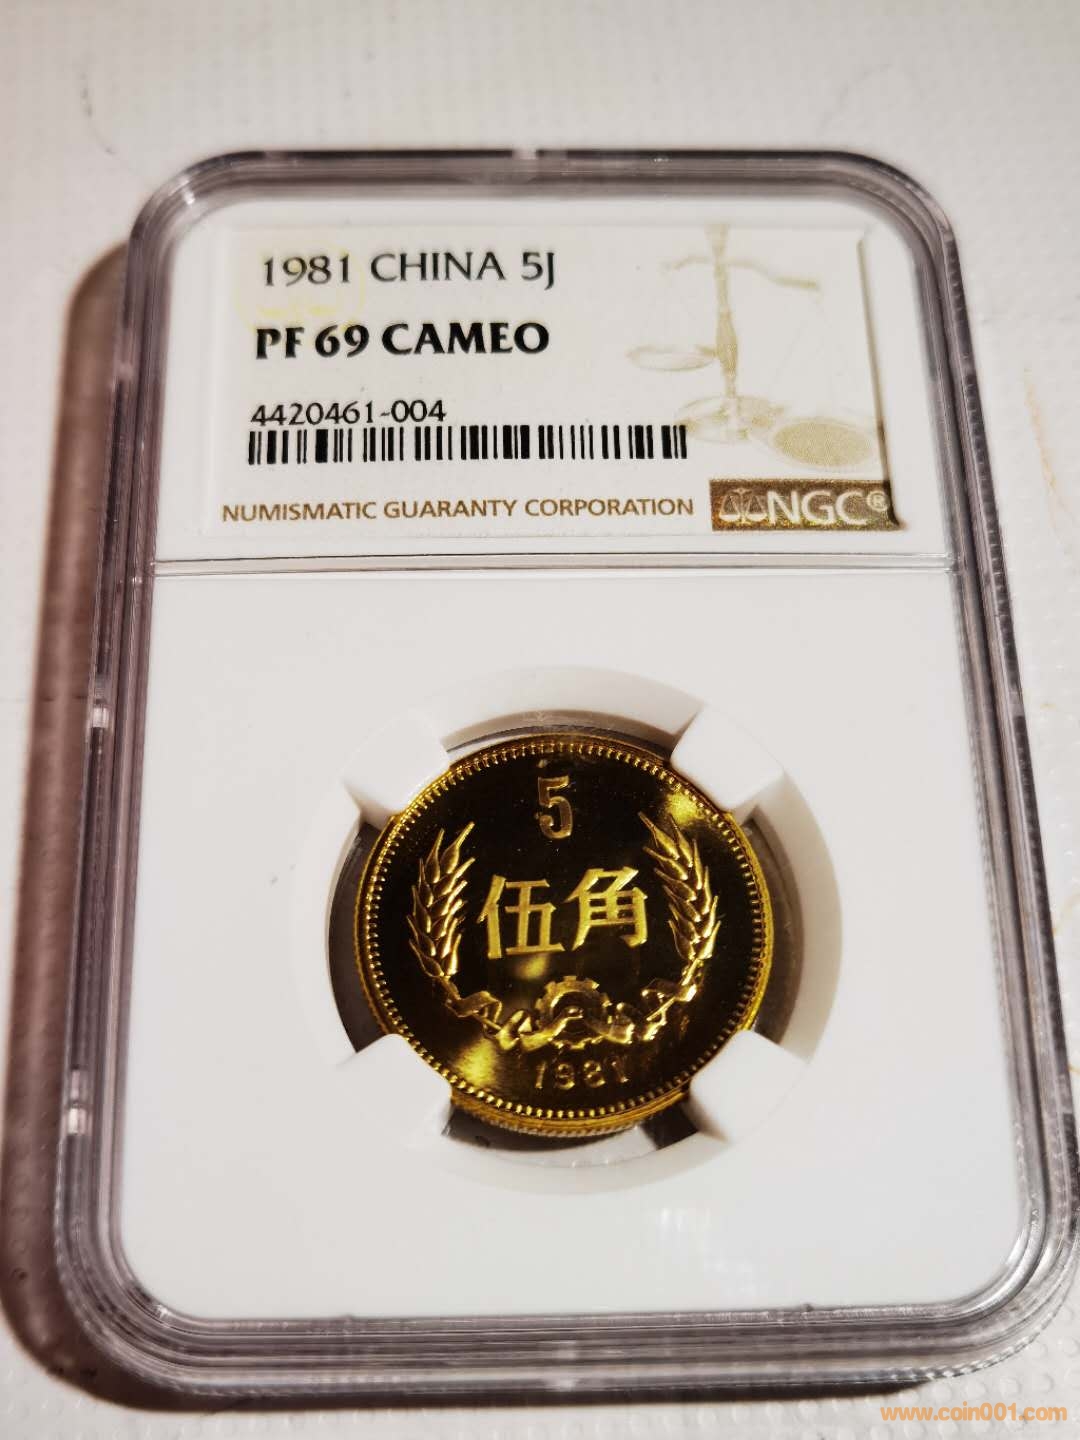 1981 CHINA 5J
PF 69 CAMEO
4420461-004
NUMISMATIC GUARANTY CORPORATION
NGC®
5
伍角
1981
www.coin001.com